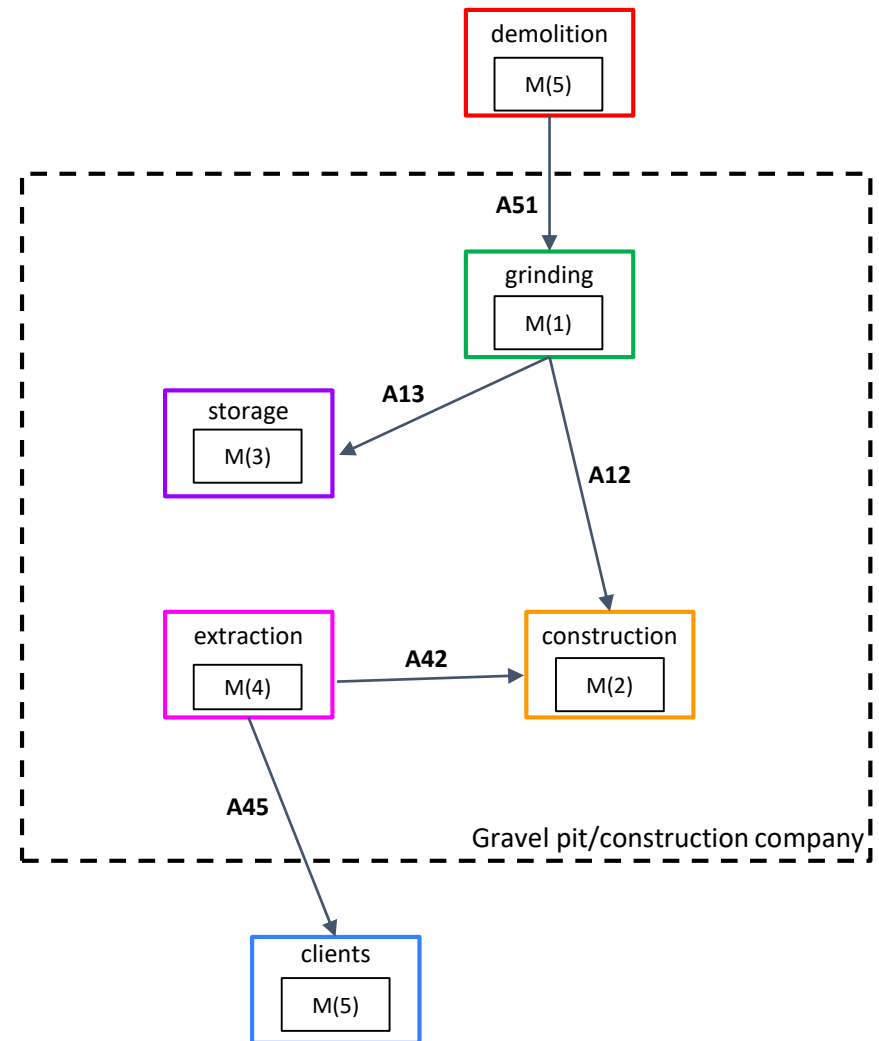 demolition
M(5)
A51
grinding
M(1)
A13
storage
M(3)
A12
extraction
M(4)
A42
construction
M(2)
A45
Gravel pit/construction company
clients
M(5)